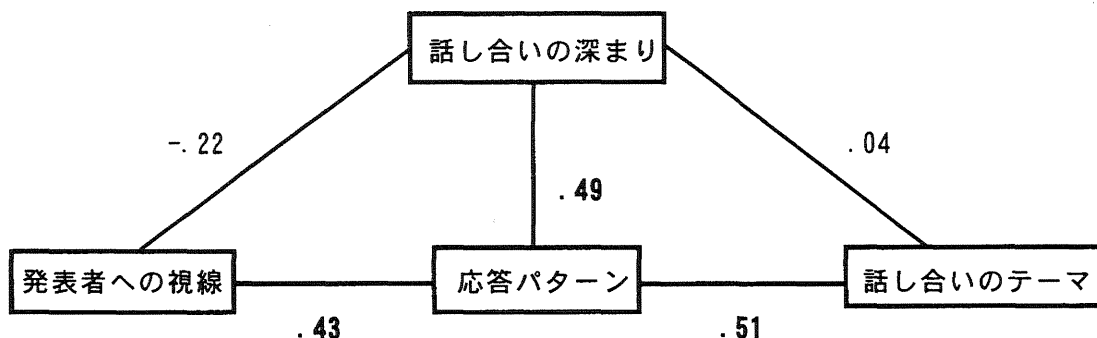 話し合いの深まり
-.22
.04
.49
発表者への視線
応答パターン
話し合いのテーマ
.43
.51